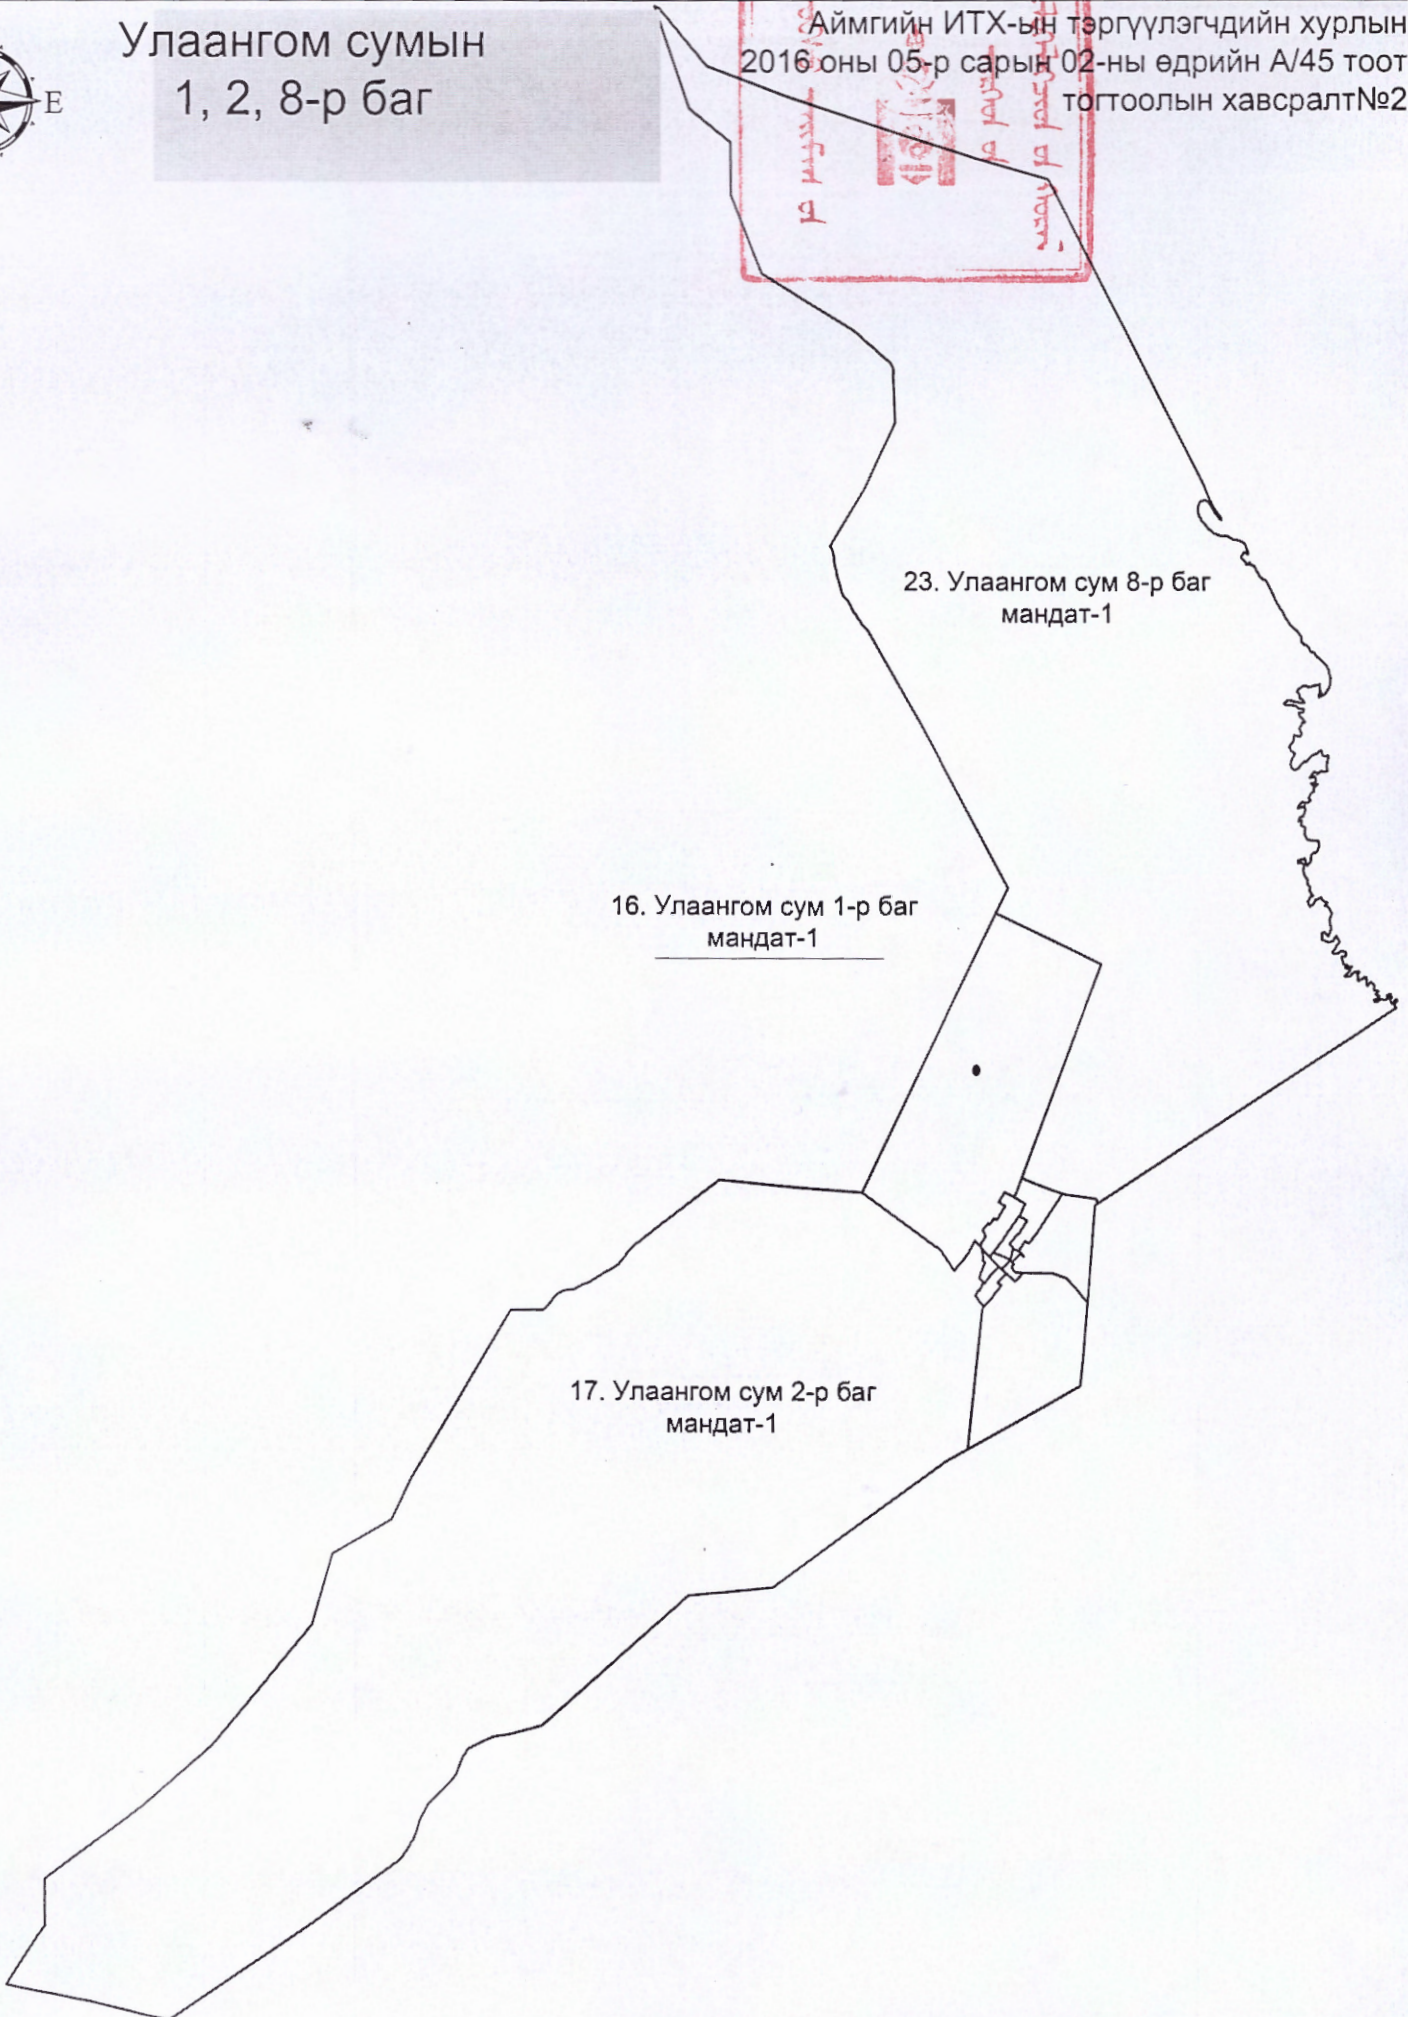 Улаангом сумын
1, 2, 8-р баг
E
Аймгийн ИТХ-ын тэргүүлэгчдийн хурлын
2016 оны 05-р сарын 02-ны өдрийн А/45 тоот
тогтоолын хавсралт№2
23. Улаангом сум 8-р баг
мандат-1
16. Улаангом сум 1-р баг
мандат-1
17. Улаангом сум 2-р баг
мандат-1